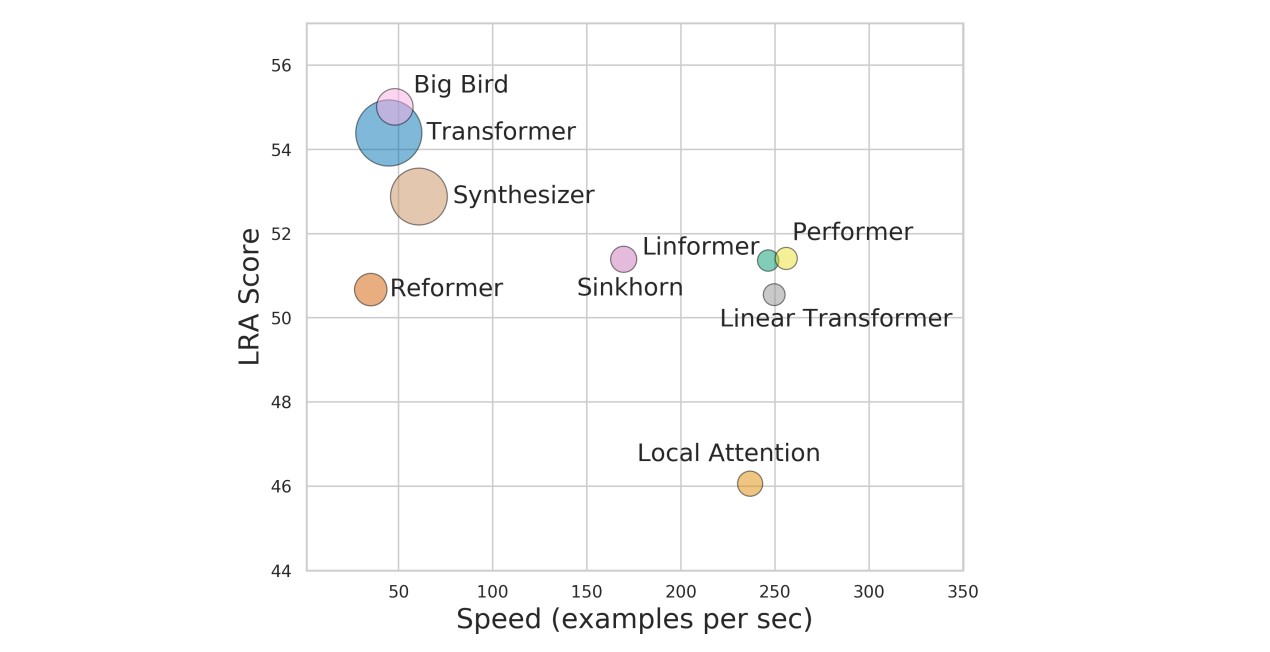 56
54
52
50
48
46
44
LRA Score
Big Bird
Transformer
Synthesizer
Performer
Linformer
Sinkhorn
Reformer
Linear Transformer
Local Attention
50 100 150 200 250 300 350
Speed (examples per sec)